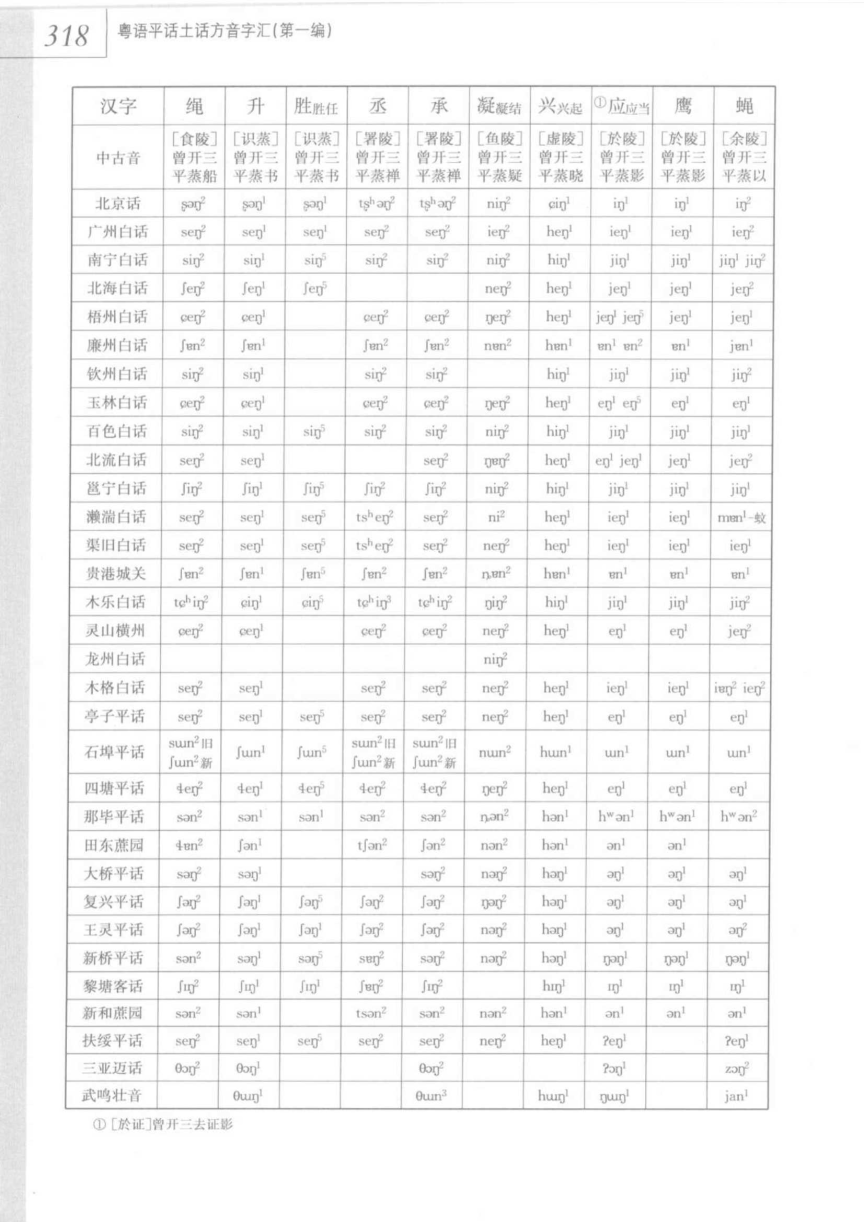 318 粤语平话土话方音字汇(第一编)
汉字 绳 升 胜胜任 丞 承 凝凝结 兴兴起 ①应应当 鹰 蝇
中古音 [食陵]曾开三平蒸船 [识蒸]曾开三平蒸书 [识蒸]曾开三平蒸书 [署陵]曾开三平蒸禅 [署陵]曾开三平蒸禅 [鱼陵]曾开三平蒸疑 [虚陵]曾开三平蒸晓 [於陵]曾开三平蒸影 [於陵]曾开三平蒸影 [余陵]曾开三平蒸以
北京话 ʂəŋ² ʂəŋ¹ ʂəŋ¹ tʂʰəŋ² tʂʰəŋ² niŋ² ɕiŋ¹ iŋ¹ iŋ¹ iŋ²
广州白话 seŋ² seŋ¹ seŋ¹ seŋ² seŋ² ieŋ² heŋ¹ ieŋ¹ ieŋ¹ ieŋ²
南宁白话 siŋ² siŋ¹ siŋ⁵ siŋ² siŋ² niŋ² hiŋ¹ jiŋ¹ jiŋ¹ jiŋ¹ jiŋ²
北海白话 ʃeŋ² ʃeŋ¹ ʃeŋ⁵ neŋ² heŋ¹ jeŋ¹ jeŋ¹ jeŋ²
梧州白话 ɕeŋ² ɕeŋ¹ ɕeŋ² ɕeŋ² ŋeŋ² heŋ¹ jeŋ¹ jeŋ⁵ jeŋ¹ jeŋ¹
廉州白话 ʃɐn² ʃɐn¹ ʃɐn² ʃɐn² nɐn² hɐn¹ ɐn¹ ɐn² ɐn¹ jɐn¹
钦州白话 siŋ² siŋ¹ siŋ² siŋ² hiŋ¹ jiŋ¹ jiŋ¹ jiŋ²
玉林白话 ɕeŋ² ɕeŋ¹ ɕeŋ² ɕeŋ² ŋeŋ² heŋ¹ eŋ¹ eŋ⁵ eŋ¹ eŋ¹
百色白话 siŋ² siŋ¹ siŋ⁵ siŋ² siŋ² niŋ² hiŋ¹ jiŋ¹ jiŋ¹ jiŋ¹
北流白话 seŋ² seŋ¹ seŋ² ŋɐŋ² heŋ¹ eŋ¹ jeŋ¹ jeŋ¹ jeŋ²
邕宁白话 ʃiŋ² ʃiŋ¹ ʃiŋ⁵ ʃiŋ² ʃiŋ² niŋ² hiŋ¹ jiŋ¹ jiŋ¹ jiŋ¹
濑湍白话 seŋ² seŋ¹ seŋ⁵ tsʰeŋ² seŋ² ni² heŋ¹ ieŋ¹ ieŋ¹ mɐn¹~蚊
渠旧白话 seŋ² seŋ¹ seŋ⁵ tsʰeŋ² seŋ² neŋ² heŋ¹ ieŋ¹ ieŋ¹ ieŋ¹
贵港城关 ʃɐn² ʃɐn¹ ʃɐn⁵ ʃɐn² ʃɐn² ȵɐn² hɐn¹ ɐn¹ ɐn¹ ɐn¹
木乐白话 tɕʰiŋ² ɕiŋ¹ ɕiŋ⁵ tɕʰiŋ³ tɕʰiŋ² ŋiŋ² hiŋ¹ jiŋ¹ jiŋ¹ jiŋ²
灵山横州 ɕeŋ² ɕeŋ¹ ɕeŋ² ɕeŋ² neŋ² heŋ¹ eŋ¹ eŋ¹ jeŋ²
龙州白话 niŋ²
木格白话 seŋ² seŋ¹ seŋ² seŋ² neŋ² heŋ¹ ieŋ¹ ieŋ¹ iɐŋ² ieŋ²
亭子平话 seŋ² seŋ¹ seŋ⁵ seŋ² seŋ² neŋ² heŋ¹ eŋ¹ eŋ¹ eŋ¹
石埠平话 sɯn²旧 ʃɯn²新 ʃɯn¹ ʃɯn⁵ sɯn²旧 ʃɯn²新 sɯn²旧 ʃɯn²新 nɯn² hɯn¹ ɯn¹ ɯn¹ ɯn¹
四塘平话 ɬeŋ² ɬeŋ¹ ɬeŋ⁵ ɬeŋ² ɬeŋ² ŋeŋ² heŋ¹ eŋ¹ eŋ¹ eŋ¹
那毕平话 sən² sən¹ sən¹ sən² sən² ȵən² hən¹ hʷən¹ hʷən¹ hʷən²
田东蔗园 ɬɐn² ʃən¹ tʃən² ʃən² nən² hən¹ ən¹ ən¹
大桥平话 səŋ² səŋ¹ səŋ² nəŋ² həŋ¹ əŋ¹ əŋ¹ əŋ¹
复兴平话 ʃəŋ² ʃəŋ¹ ʃəŋ⁵ ʃəŋ² ʃəŋ² ŋəŋ² həŋ¹ əŋ¹ əŋ¹ əŋ¹
王灵平话 ʃəŋ² ʃəŋ¹ ʃəŋ¹ ʃəŋ² ʃəŋ² nəŋ² həŋ¹ əŋ¹ əŋ¹ əŋ²
新桥平话 sən² səŋ¹ səŋ⁵ sɐŋ² səŋ² nəŋ² həŋ¹ ŋəŋ¹ ŋəŋ¹ ŋəŋ¹
黎塘客话 ʃɪŋ² ʃɪŋ¹ ʃɪŋ¹ ʃɐŋ² ʃɪŋ² hɪŋ¹ ɪŋ¹ ɪŋ¹ ɪŋ¹
新和蔗园 sən² sən¹ tsən² sən² nən² hən¹ ən¹ ən¹ ən¹
扶绥平话 seŋ² seŋ¹ seŋ⁵ seŋ² seŋ² neŋ² heŋ¹ ʔeŋ¹ ʔeŋ¹
三亚迈话 θɔŋ² θɔŋ¹ θɔŋ² ʔɔŋ¹ zɔŋ²
武鸣壮音 θɯŋ¹ θɯn³ hɯŋ¹ ŋɯŋ¹ jan¹
①[於证]曾开三去证影